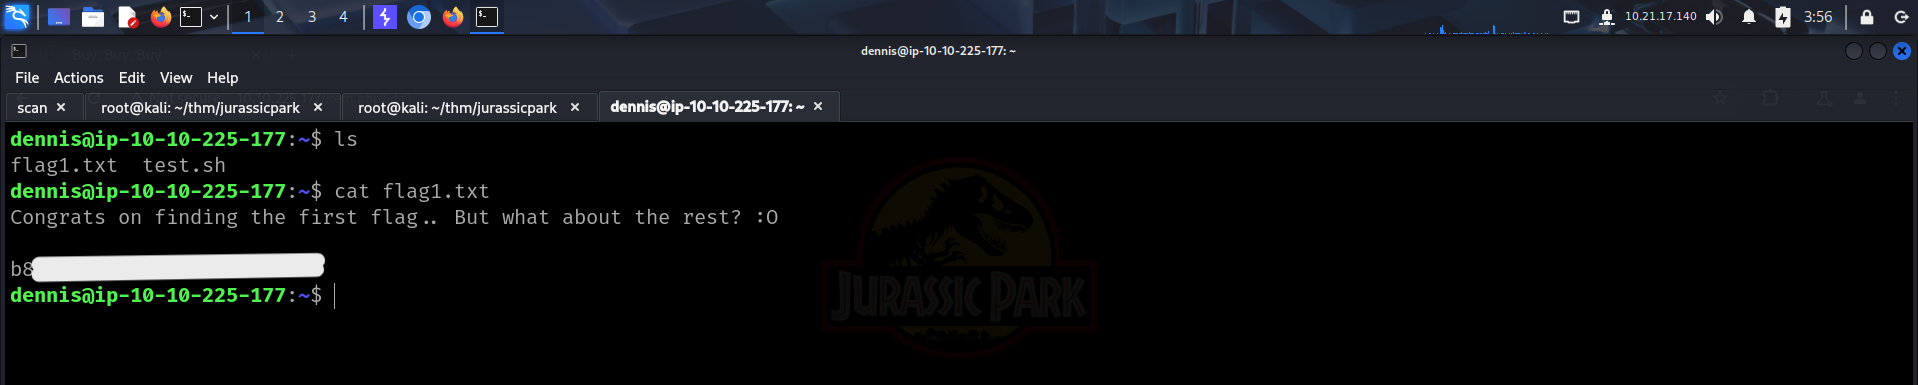 1 2 3 4 10.21.17.140 3:56
dennis@ip-10-10-225-177: ~
File Actions Edit View Help
scan × root@kali: ~/thm/jurassicpark × root@kali: ~/thm/jurassicpark × dennis@ip-10-10-225-177: ~ ×
dennis@ip-10-10-225-177:~$ ls
flag1.txt test.sh
dennis@ip-10-10-225-177:~$ cat flag1.txt
Congrats on finding the first flag.. But what about the rest? :O
b8
dennis@ip-10-10-225-177:~$
JURASSIC PARK